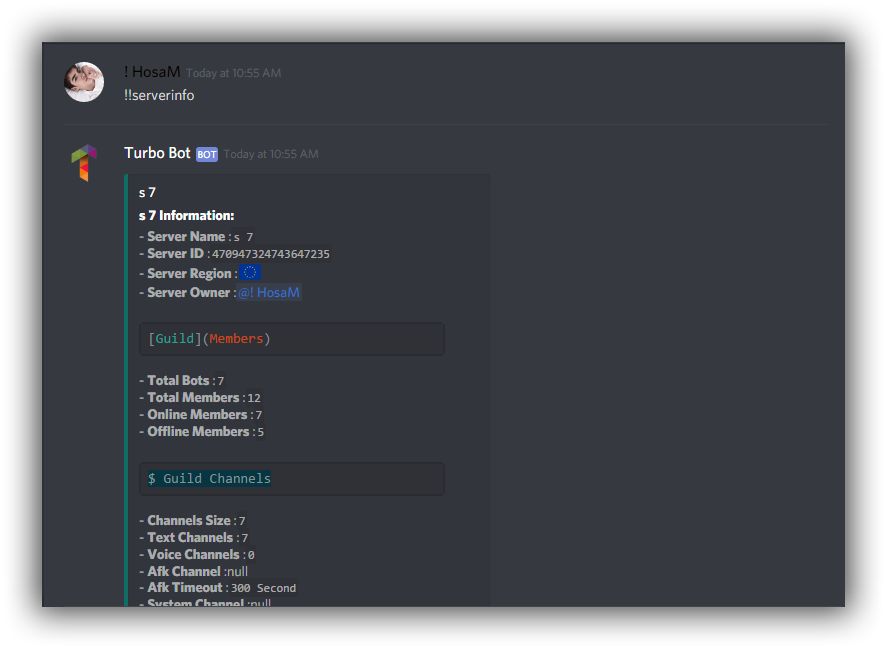 ! HosaM Today at 10:55 AM
!!serverinfo
Turbo Bot BOT Today at 10:55 AM
s 7
s 7 Information:
- Server Name : s 7
- Server ID : 470947324743647235
- Server Region :
- Server Owner : @! HosaM
[Guild](Members)
- Total Bots : 7
- Total Members : 12
- Online Members : 7
- Offline Members : 5
$ Guild Channels
- Channels Size : 7
- Text Channels : 7
- Voice Channels : 0
- Afk Channel :null
- Afk Timeout : 300 Second
- System Channel :null